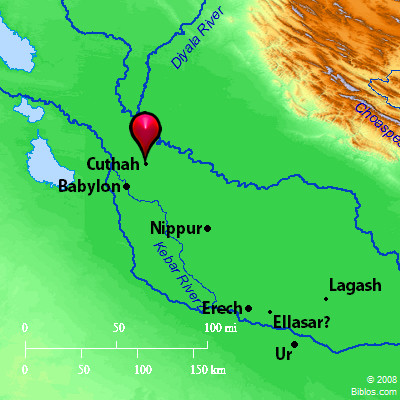 Diyala River
Choaspe
Cuthah
Babylon
Nippur
Kebar River
Lagash
Erech
Ellasar?
Ur
0 50 100 mi
0 50 100 150 km
© 2008
Biblos.com